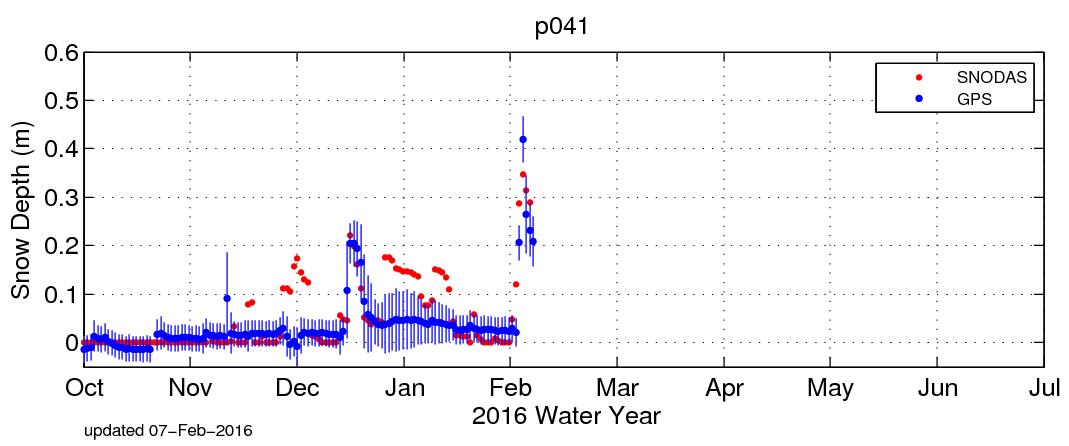 p041
0.6
0.5
0.4
0.3
0.2
0.1
0
Snow Depth (m)
SNODAS
GPS
Oct Nov Dec Jan Feb Mar Apr May Jun Jul
2016 Water Year
updated 07−Feb−2016